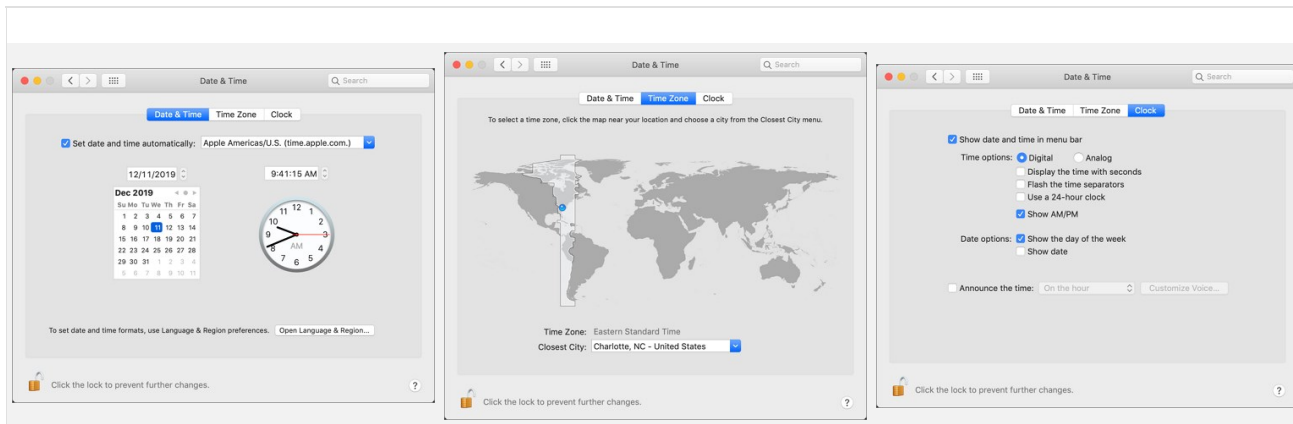 Date & Time
Search
Date & Time Time Zone Clock
Set date and time automatically: Apple Americas/U.S. (time.apple.com.)
12/11/2019 9:41:15 AM
Dec 2019
Su Mo Tu We Th Fr Sa
1 2 3 4 5 6 7
8 9 10 11 12 13 14
15 16 17 18 19 20 21
22 23 24 25 26 27 28
29 30 31 1 2 3 4
5 6 7 8 9 10 11
12
11
10 2
9 3
8 AM 4
7 6 5
To set date and time formats, use Language & Region preferences. Open Language & Region...
Click the lock to prevent further changes. ?
Date & Time
Search
Date & Time Time Zone Clock
To select a time zone, click the map near your location and choose a city from the Closest City menu.
Time Zone: Eastern Standard Time
Closest City: Charlotte, NC - United States
Click the lock to prevent further changes. ?
Date & Time
Search
Date & Time Time Zone Clock
Show date and time in menu bar
Time options: Digital Analog
Display the time with seconds
Flash the time separators
Use a 24-hour clock
Show AM/PM
Date options: Show the day of the week
Show date
Announce the time: On the hour Customize Voice...
Click the lock to prevent further changes. ?